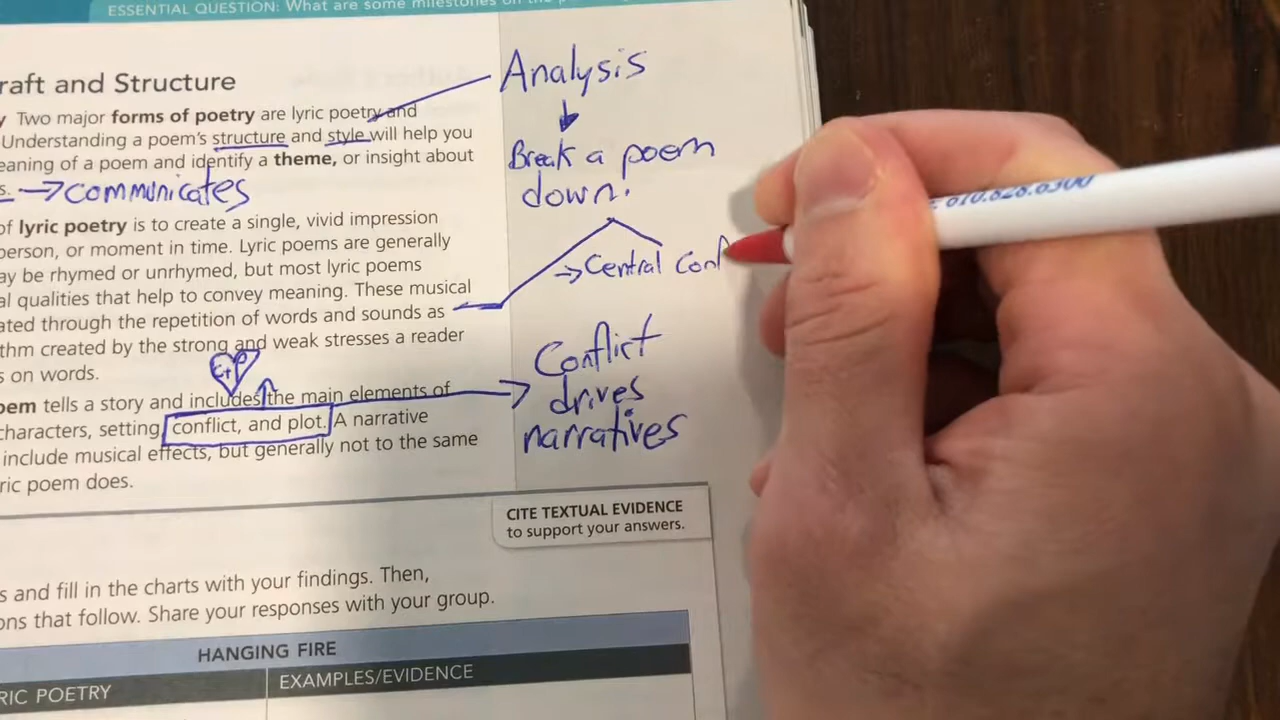 ESSENTIAL QUESTION: What are some milestones on the
raft and Structure
y Two major forms of poetry are lyric poetry and
Understanding a poem's structure and style will help you
eaning of a poem and identify a theme, or insight about
s. → communicates
of lyric poetry is to create a single, vivid impression
person, or moment in time. Lyric poems are generally
ay be rhymed or unrhymed, but most lyric poems
al qualities that help to convey meaning. These musical
ated through the repetition of words and sounds as
thm created by the strong and weak stresses a reader
s on words.
oem tells a story and includes the main elements of
characters, setting conflict, and plot. A narrative
include musical effects, but generally not to the same
ric poem does.
Analysis
Break a poem
down.
→ Central Conf
Conflict
drives
narratives
CITE TEXTUAL EVIDENCE
to support your answers.
s and fill in the charts with your findings. Then,
ons that follow. Share your responses with your group.
HANGING FIRE
RIC POETRY
EXAMPLES/EVIDENCE
610.828.6300